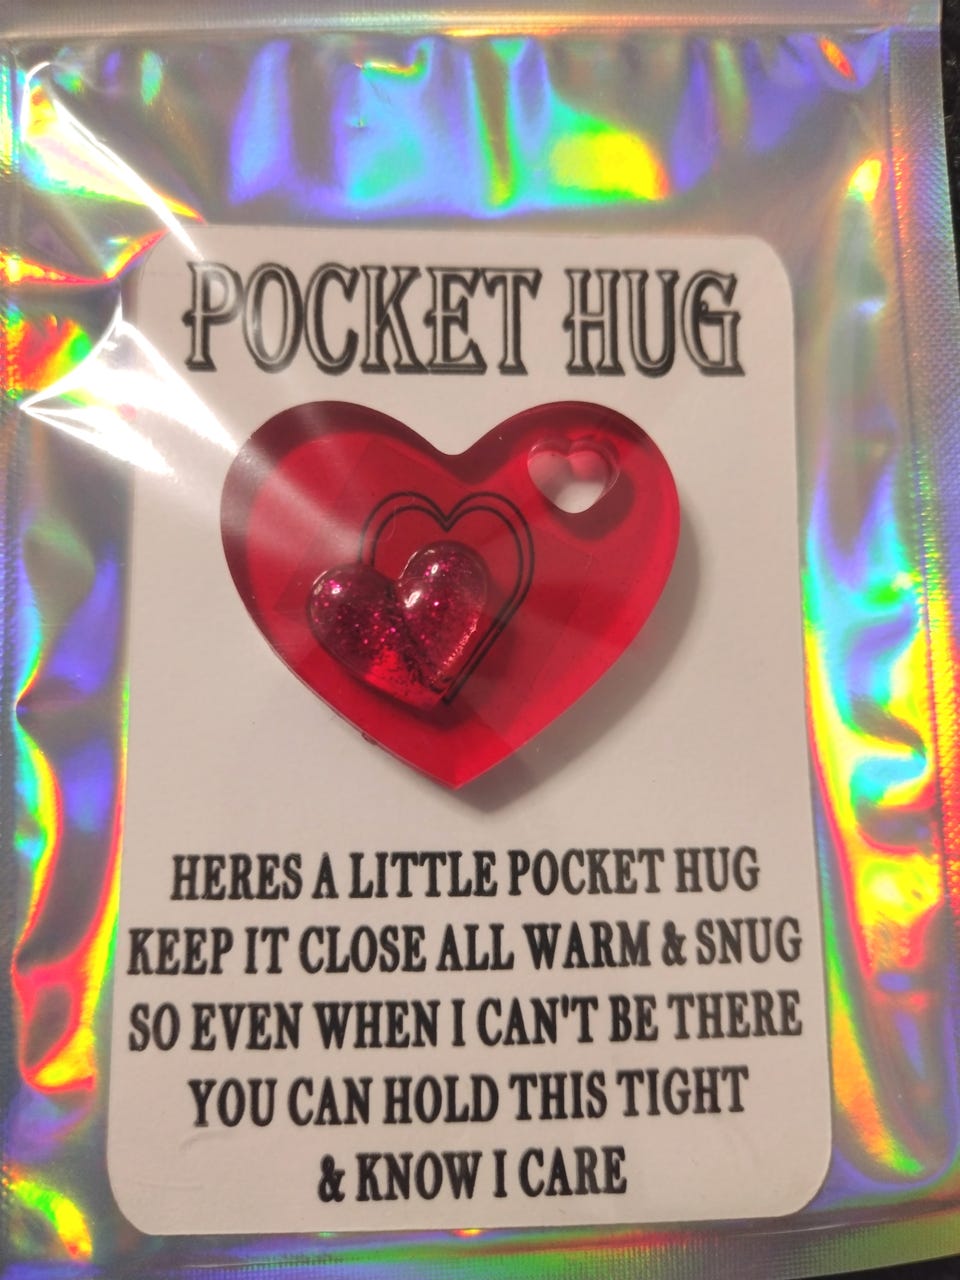 POCKET HUG
HERES A LITTLE POCKET HUG
KEEP IT CLOSE ALL WARM & SNUG
SO EVEN WHEN I CAN'T BE THERE
YOU CAN HOLD THIS TIGHT
& KNOW I CARE